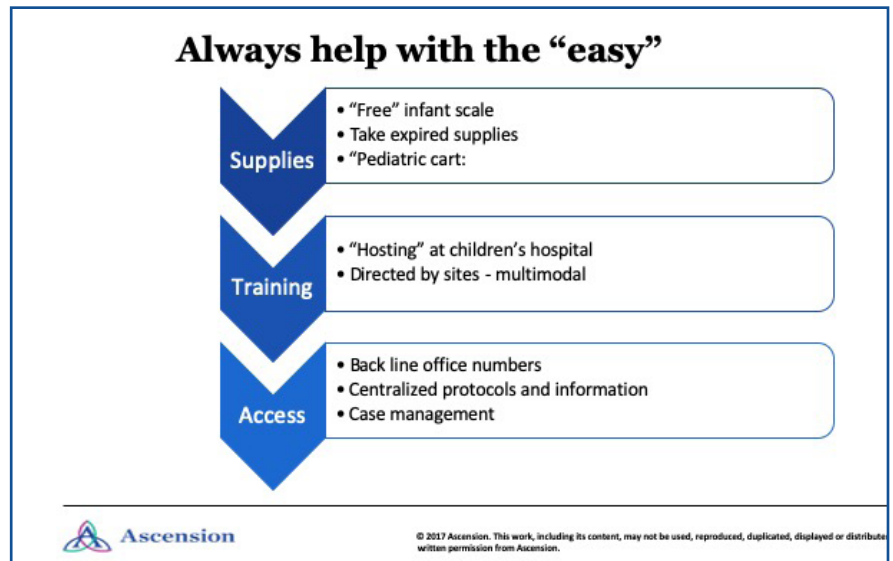 Always help with the “easy”
Supplies
• “Free” infant scale
• Take expired supplies
• “Pediatric cart:
Training
• “Hosting” at children’s hospital
• Directed by sites - multimodal
Access
• Back line office numbers
• Centralized protocols and information
• Case management
Ascension
© 2017 Ascension. This work, including its content, may not be used, reproduced, duplicated, displayed or distribute
written permission from Ascension.